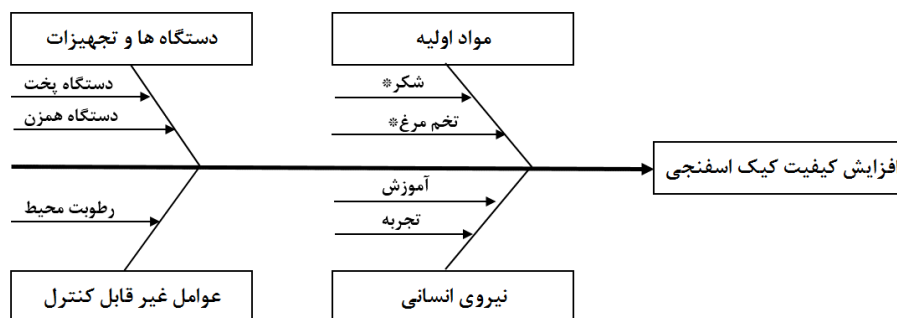 مواد اولیه
دستگاه ها و تجهیزات
شکر*
تخم مرغ*
دستگاه پخت
دستگاه همزن
افزایش کیفیت کیک اسفنجی
آموزش
تجربه
رطوبت محیط
نیروی انسانی
عوامل غیر قابل کنترل